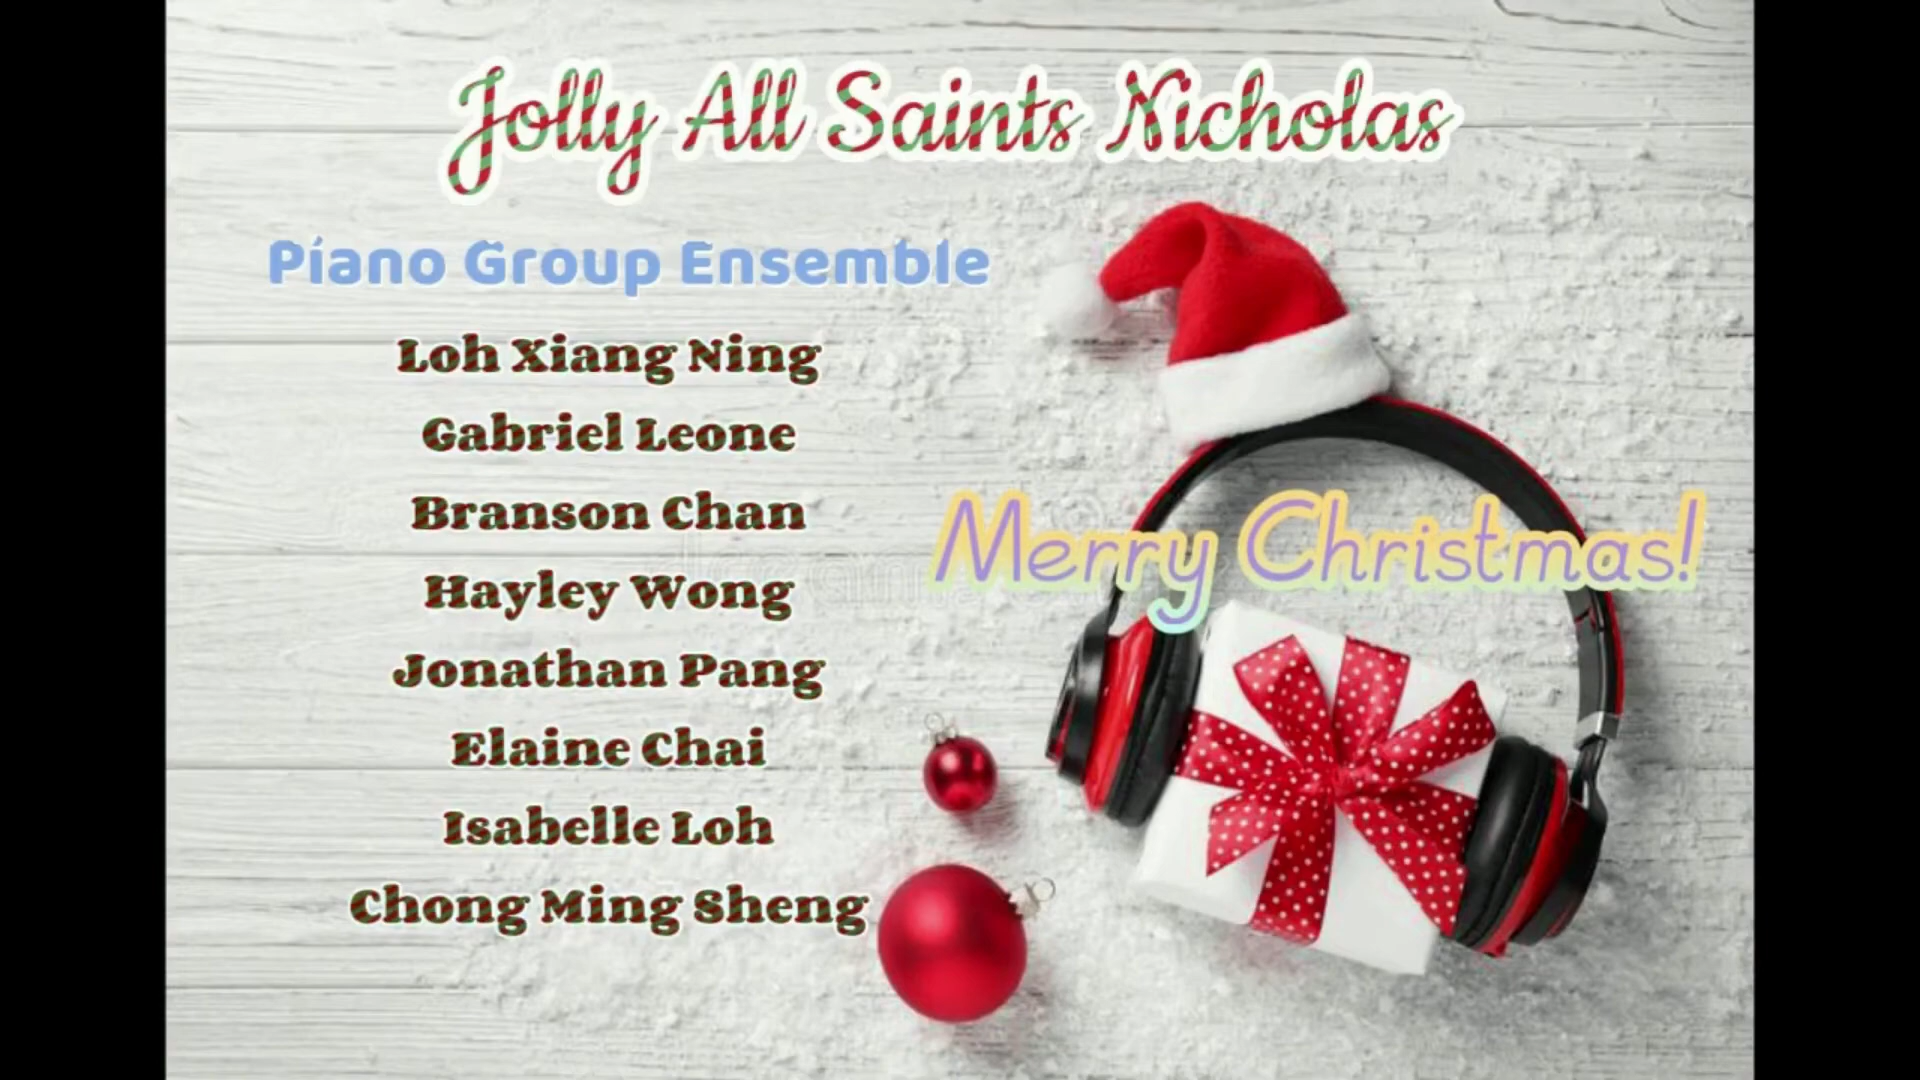 Jolly All Saints Nicholas
Piano Group Ensemble
Loh Xiang Ning
Gabriel Leone
Branson Chan
Hayley Wong
Jonathan Pang
Elaine Chai
Isabelle Loh
Chong Ming Sheng
Merry Christmas!